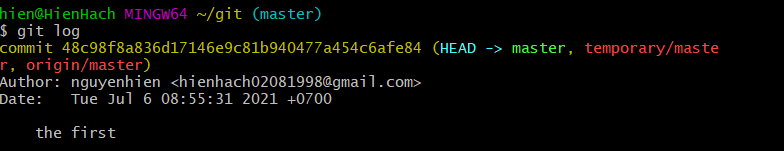 hien@HienHach MINGW64 ~/git (master)
$ git log
commit 48c98f8a836d17146e9c81b940477a454c6afe84 (HEAD -> master, temporary/maste
r, origin/master)
Author: nguyenhien <hienhach02081998@gmail.com>
Date:   Tue Jul 6 08:55:31 2021 +0700

    the first